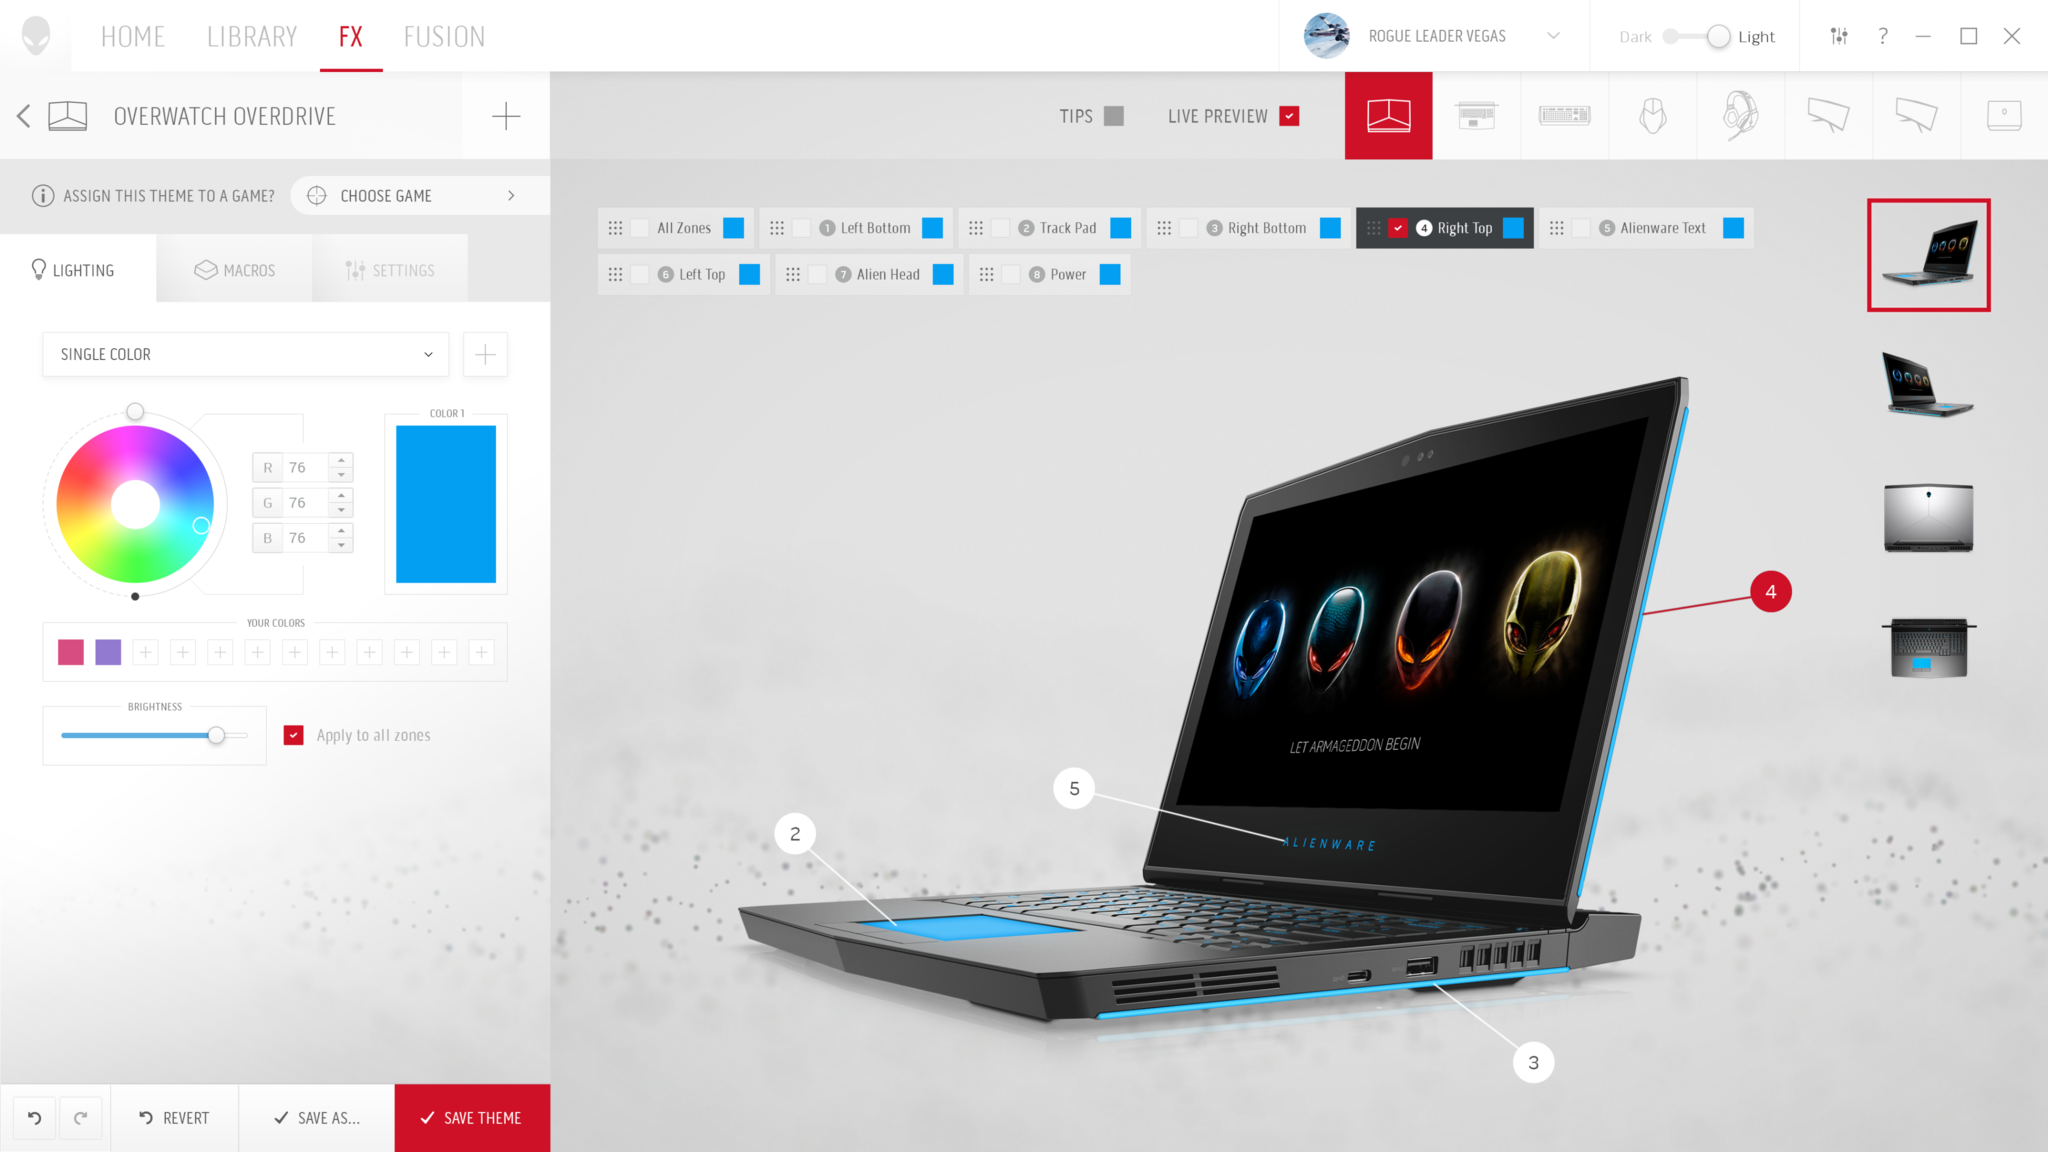 HOME LIBRARY FX FUSION
ROGUE LEADER VEGAS
Dark Light ?
OVERWATCH OVERDRIVE
TIPS LIVE PREVIEW
ASSIGN THIS THEME TO A GAME? CHOOSE GAME
LIGHTING MACROS SETTINGS
All Zones 1 Left Bottom 2 Track Pad 3 Right Bottom 4 Right Top 5 Alienware Text
6 Left Top 7 Alien Head 8 Power
SINGLE COLOR
COLOR 1
R 76
G 76
B 76
YOUR COLORS
BRIGHTNESS
Apply to all zones
4
LET ARMAGEDDON BEGIN
5
2
ALIENWARE
3
REVERT SAVE AS... SAVE THEME